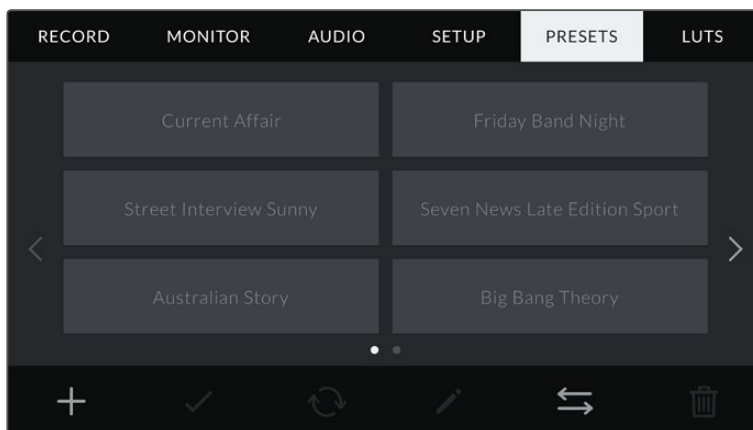 RECORD MONITOR AUDIO SETUP PRESETS LUTS
Current Affair Friday Band Night
Street Interview Sunny Seven News Late Edition Sport
Australian Story Big Bang Theory